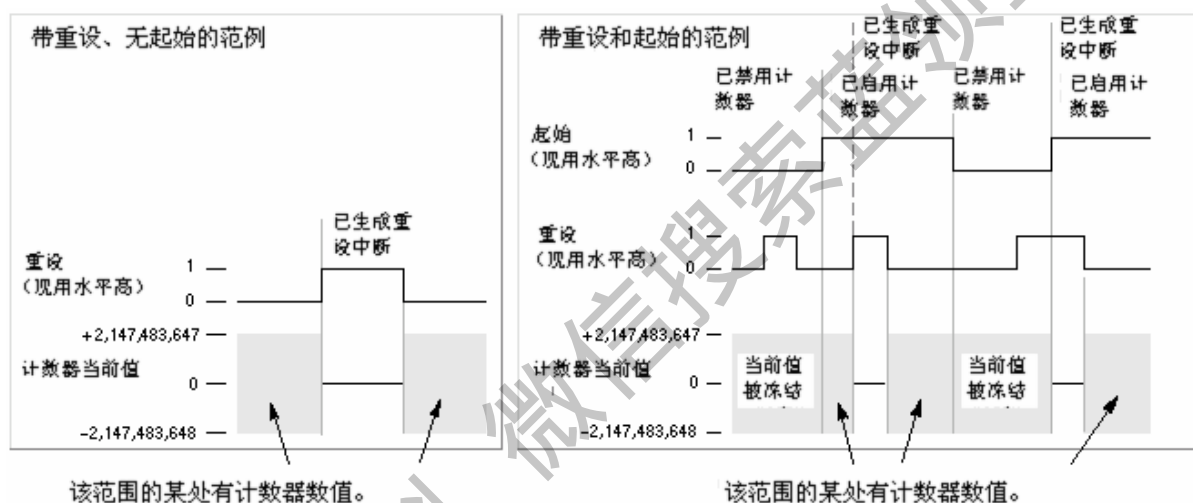 带重设、无起始的范例
已生成重
设中断
重设
（现用水平高）
1
0
+2,147,483,647
计数器当前值
0
-2,147,483,648
该范围的某处有计数器数值。
带重设和起始的范例
已生成重
设中断
已生成重
设中断
已禁用计
数器
已启用计
数器
已禁用计
数器
已启用计
数器
起始
（现用水平高）
1
0
重设
（现用水平高）
1
0
+2,147,483,647
计数器当前值
0
-2,147,483,648
当前值
被冻结
当前值
被冻结
该范围的某处有计数器数值。
微信搜索蓝领